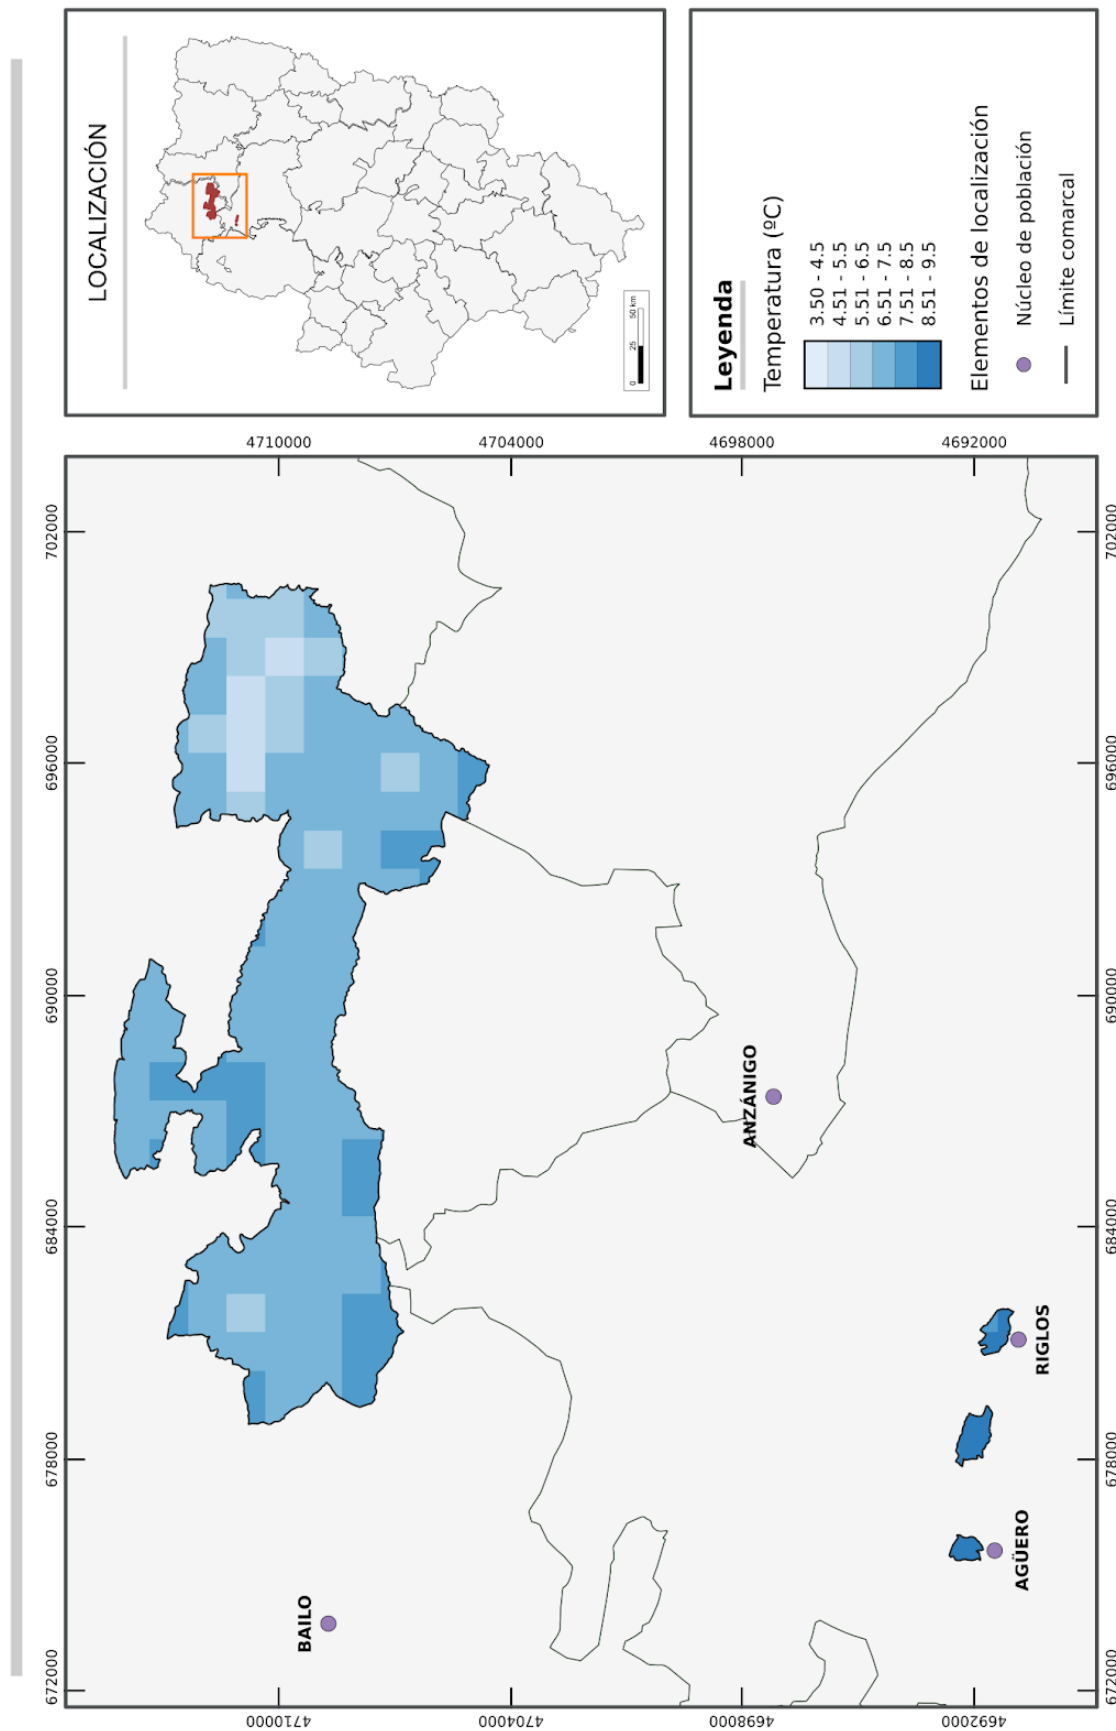 LOCALIZACIÓN
0 25 50 km
Leyenda
Temperatura (ºC)
3.50 - 4.5
4.51 - 5.5
5.51 - 6.5
6.51 - 7.5
7.51 - 8.5
8.51 - 9.5
Elementos de localización
Núcleo de población
Límite comarcal
672000
678000
684000
690000
696000
702000
4710000
4704000
4698000
4692000
BAILO
ANZÁNIGO
AGÜERO
RIGLOS
4710000
4704000
4698000
4692000
672000
678000
684000
690000
696000
702000